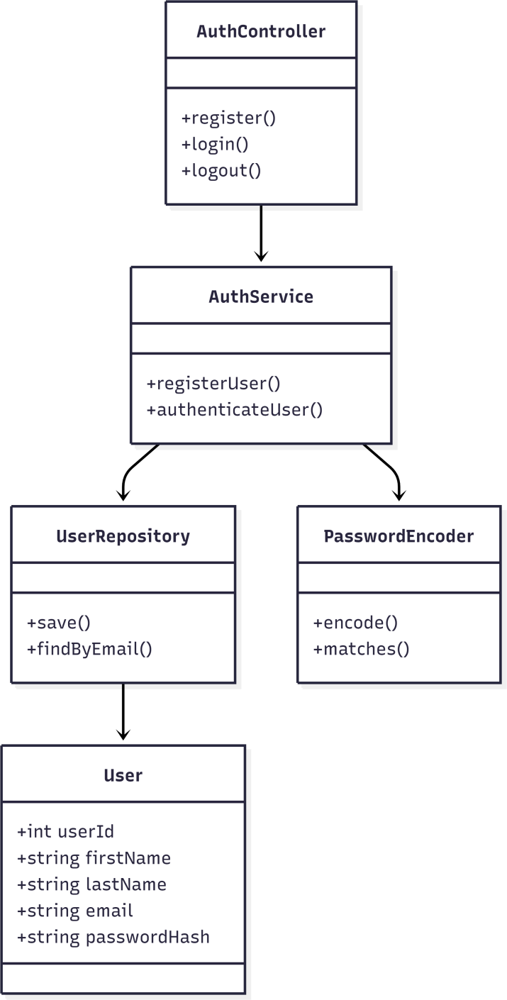 AuthController
+register()
+login()
+logout()
AuthService
+registerUser()
+authenticateUser()
UserRepository
+save()
+findByEmail()
PasswordEncoder
+encode()
+matches()
User
+int userId
+string firstName
+string lastName
+string email
+string passwordHash